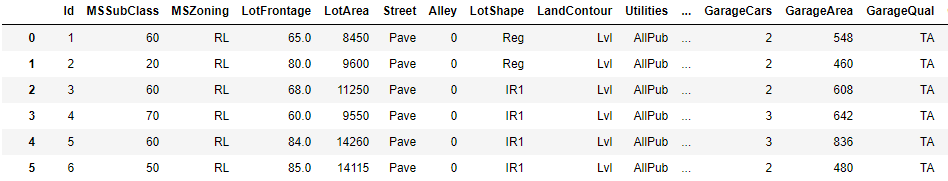 Id MSSubClass MSZoning LotFrontage LotArea Street Alley LotShape LandContour Utilities ... GarageCars GarageArea GarageQual
0 1 60 RL 65.0 8450 Pave 0 Reg Lvl AllPub ... 2 548 TA
1 2 20 RL 80.0 9600 Pave 0 Reg Lvl AllPub ... 2 460 TA
2 3 60 RL 68.0 11250 Pave 0 IR1 Lvl AllPub ... 2 608 TA
3 4 70 RL 60.0 9550 Pave 0 IR1 Lvl AllPub ... 3 642 TA
4 5 60 RL 84.0 14260 Pave 0 IR1 Lvl AllPub ... 3 836 TA
5 6 50 RL 85.0 14115 Pave 0 IR1 Lvl AllPub ... 2 480 TA